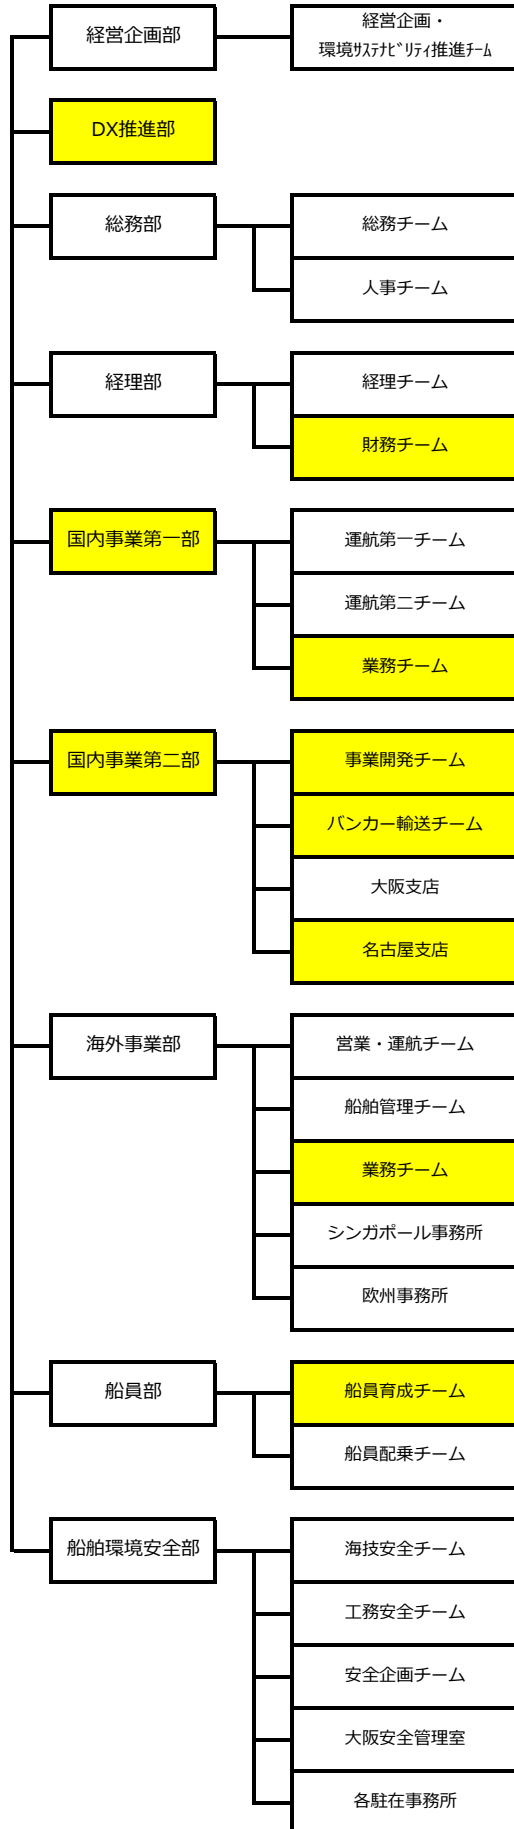 経営企画部
経営企画・
環境ｻｽﾃﾅﾋﾞﾘﾃｨ推進ﾁｰﾑ
DX推進部
総務部
総務チーム
人事チーム
経理部
経理チーム
財務チーム
国内事業第一部
運航第一チーム
運航第二チーム
業務チーム
国内事業第二部
事業開発チーム
バンカー輸送チーム
大阪支店
名古屋支店
海外事業部
営業・運航チーム
船舶管理チーム
業務チーム
シンガポール事務所
欧州事務所
船員部
船員育成チーム
船員配乗チーム
船舶環境安全部
海技安全チーム
工務安全チーム
安全企画チーム
大阪安全管理室
各駐在事務所